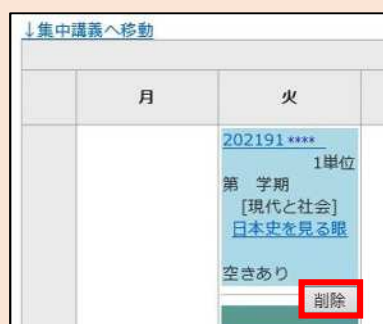 ↓集中講義へ移動
月 火
202191****
1単位
第 学期
[現代と社会]
日本史を見る眼
空きあり
削除